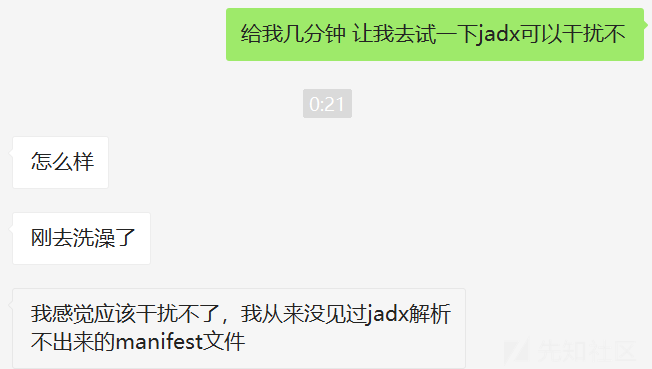 给我几分钟 让我去试一下jadx可以干扰不
0:21
怎么样
刚去洗澡了
我感觉应该干扰不了，我从来没见过jadx解析
不出来的manifest文件
先知社区